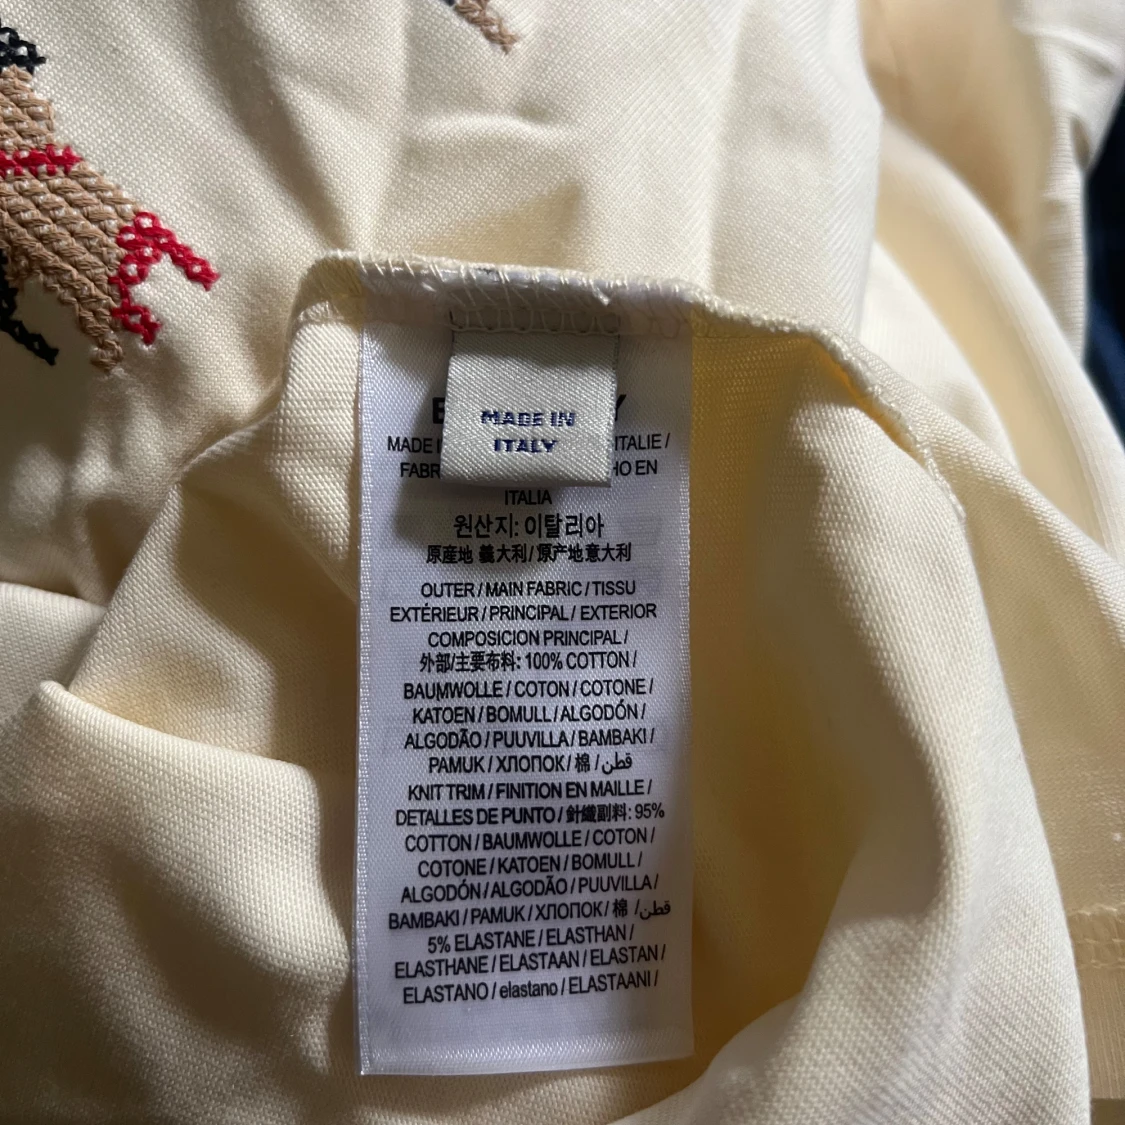 MADE IN
ITALY
MADE ITALIE /
FABR HO EN
ITALIA
원산지: 이탈리아
原産地 義大利/ 原产地意大利
OUTER / MAIN FABRIC / TISSU
EXTÉRIEUR / PRINCIPAL / EXTERIOR
COMPOSICION PRINCIPAL /
外部/主要布料: 100% COTTON /
BAUMWOLLE / COTON / COTONE /
KATOEN / BOMULL / ALGODÓN /
ALGODÃO / PUUVILLA / BAMBAKI /
PAMUK / ХЛОПОК / 棉 / قطن
KNIT TRIM / FINITION EN MAILLE /
DETALLES DE PUNTO / 針織副料: 95%
COTTON / BAUMWOLLE / COTON /
COTONE / KATOEN / BOMULL /
ALGODÓN / ALGODÃO / PUUVILLA /
BAMBAKI / PAMUK / ХЛОПОК / 棉 / قطن
5% ELASTANE / ELASTHAN /
ELASTHANE / ELASTAAN / ELASTAN /
ELASTANO / elastano / ELASTAANI /